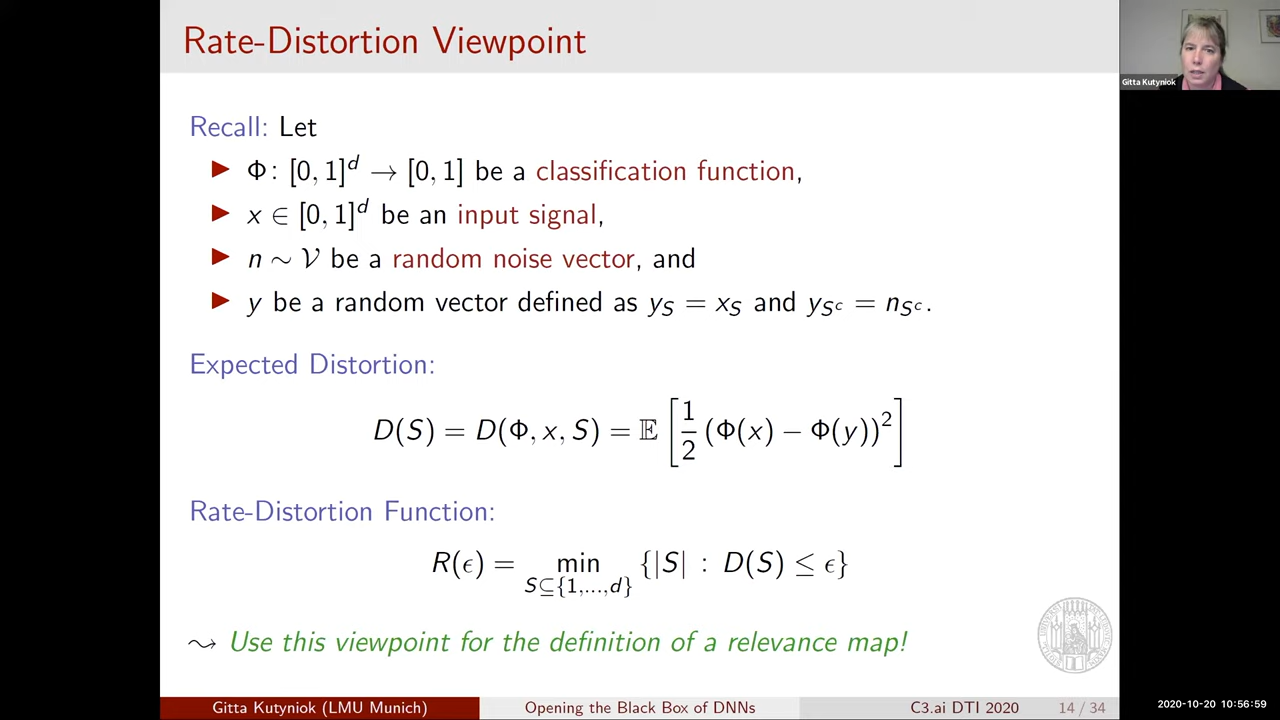 Rate-Distortion Viewpoint
Gitta Kutyniok
Recall: Let
▶ Φ: [0, 1]^d → [0, 1] be a classification function,
▶ x ∈ [0, 1]^d be an input signal,
▶ n ∼ 𝒱 be a random noise vector, and
▶ y be a random vector defined as y_S = x_S and y_{S^c} = n_{S^c}.
Expected Distortion:
D(S) = D(Φ, x, S) = 𝔼 [ 1/2 (Φ(x) − Φ(y))^2 ]
Rate-Distortion Function:
R(ϵ) = min_{S⊆{1,...,d}} {|S| : D(S) ≤ ϵ}
⤳ Use this viewpoint for the definition of a relevance map!
Gitta Kutyniok (LMU Munich) Opening the Black Box of DNNs C3.ai DTI 2020 14 / 34
2020-10-20 10:56:59